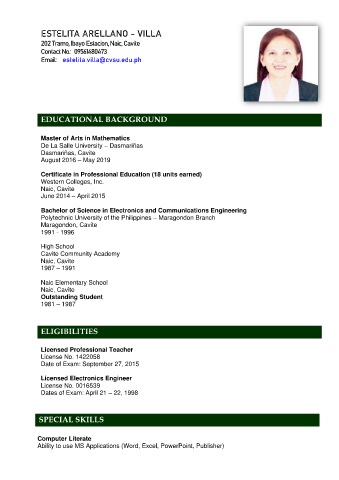 ESTELITA ARELLANO - VILLA
202 Tramo, Ibayo Estacion, Naic, Cavite
Contact No: 09561480473
Email: estelita.villa@cvsu.edu.ph
EDUCATIONAL BACKGROUND
Master of Arts in Mathematics
De La Salle University – Dasmariñas
Dasmariñas, Cavite
August 2016 – May 2019
Certificate in Professional Education (18 units earned)
Western Colleges, Inc.
Naic, Cavite
June 2014 – April 2015
Bachelor of Science in Electronics and Communications Engineering
Polytechnic University of the Philippines – Maragondon Branch
Maragondon, Cavite
1991 - 1996
High School
Cavite Community Academy
Naic, Cavite
1987 – 1991
Naic Elementary School
Naic, Cavite
Outstanding Student
1981 – 1987
ELIGIBILITIES
Licensed Professional Teacher
License No. 1422058
Date of Exam: September 27, 2015
Licensed Electronics Engineer
License No. 0016539
Dates of Exam: April 21 – 22, 1998
SPECIAL SKILLS
Computer Literate
Ability to use MS Applications (Word, Excel, PowerPoint, Publisher)